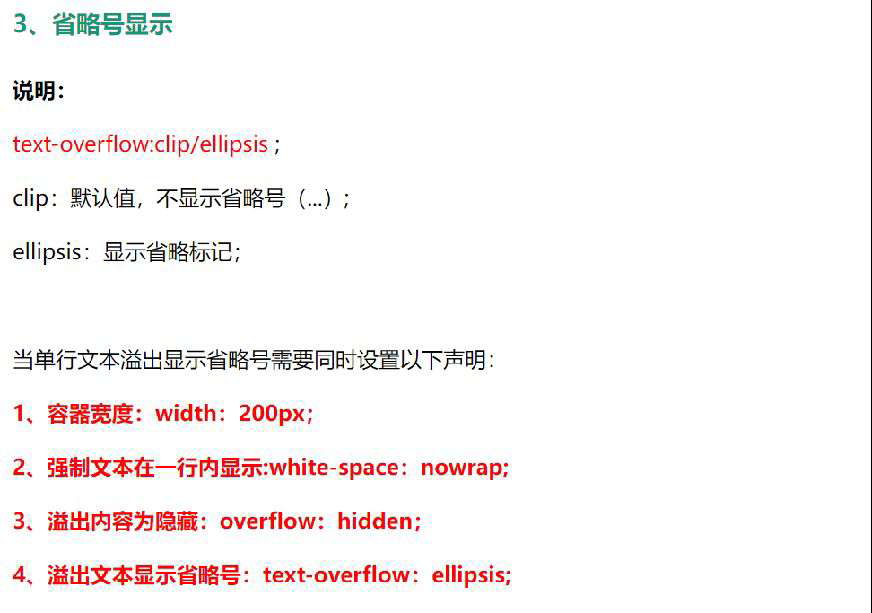 3、省略号显示
说明：
text-overflow:clip/ellipsis ;
clip：默认值，不显示省略号（...）;
ellipsis：显示省略标记；
当单行文本溢出显示省略号需要同时设置以下声明：
1、容器宽度：width：200px；
2、强制文本在一行内显示:white-space：nowrap;
3、溢出内容为隐藏：overflow：hidden；
4、溢出文本显示省略号：text-overflow：ellipsis;